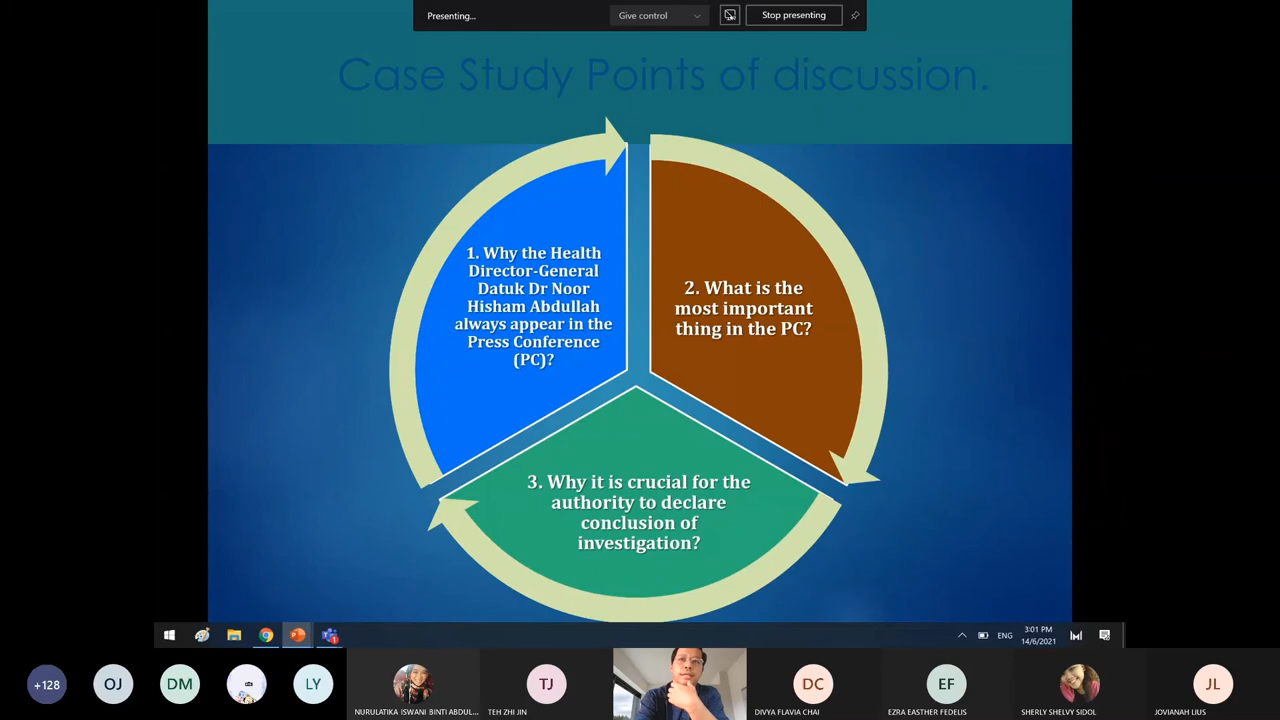 Presenting...
Give control
Stop presenting
Case Study Points of discussion.
1. Why the Health
Director-General
Datuk Dr Noor
Hisham Abdullah
always appear in the
Press Conference
(PC)?
2. What is the
most important
thing in the PC?
3. Why it is crucial for the
authority to declare
conclusion of
investigation?
ENG
3:01 PM
14/6/2021
+128
OJ
DM
LY
TJ
DC
EF
JL
NURULATIKA ISWANI BINTI ABDUL...
TEH ZHI JIN
DIVYA FLAVIA CHAI
EZRA EASTHER FEDELIS
SHERLY SHELVY SIDOL
JOVIANAH LIUS